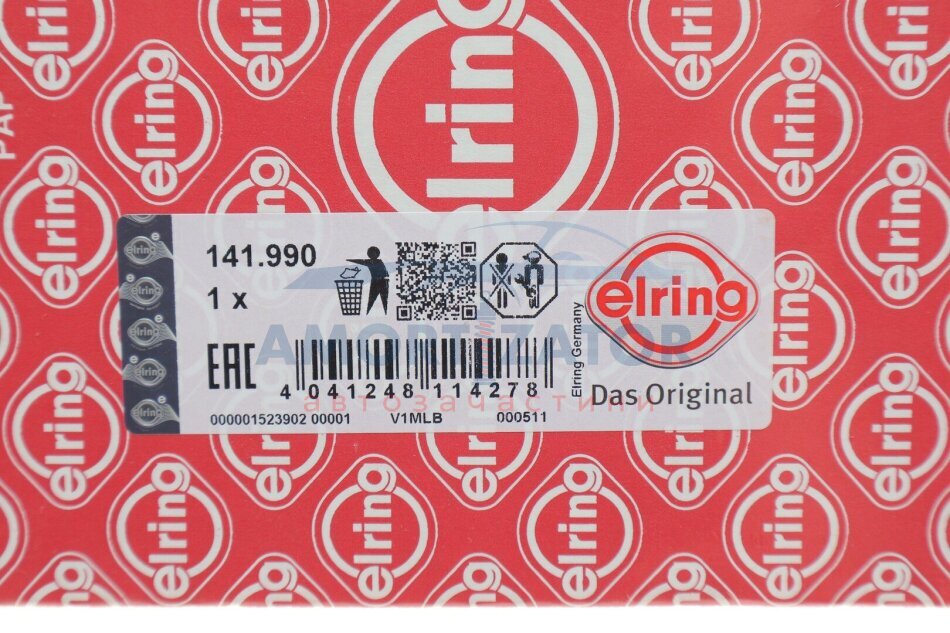 elring
141.990
1 x
elring
AMORTIZATOR
автозапчастини
EAC
4 041248 114278
Elring Germany
Das Original
000001523902 00001 V1MLB 000511